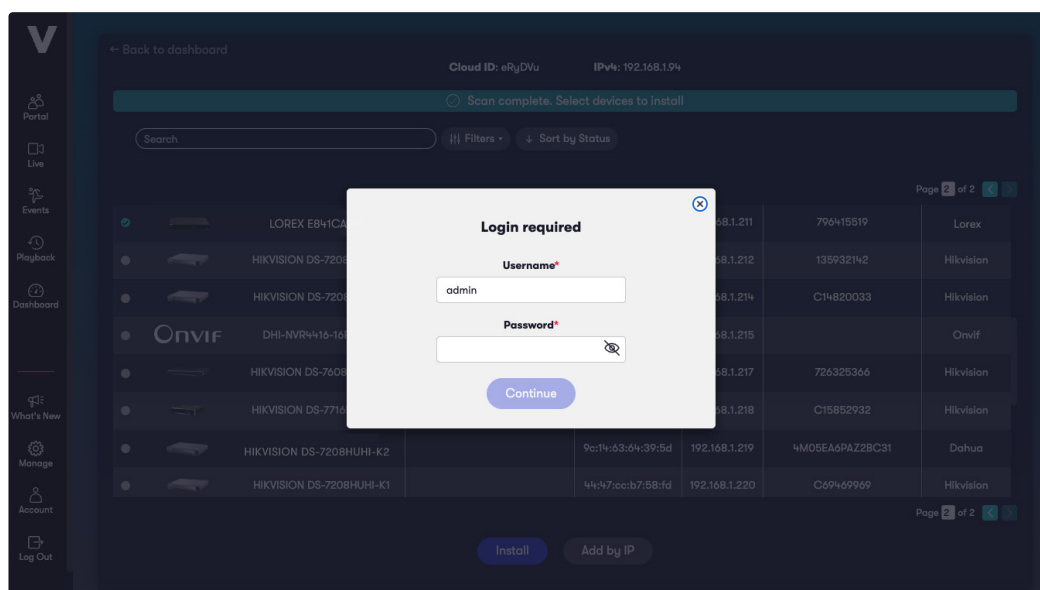 V
← Back to dashboard
Cloud ID: eRyDVu IPv4: 192.168.1.94
Scan complete. Select devices to install
Search Filters ↓ Sort by Status
Page 2 of 2
Portal
Live
Events
Playback
Dashboard
What's New
Manage
Account
Log Out
Login required
Username*
admin
Password*
Continue
LOREX E841CA 68.1.211 796415519 Lorex
HIKVISION DS-7208 68.1.212 135932142 Hikvision
HIKVISION DS-7208 68.1.214 C14820033 Hikvision
Onvif DHI-NVR4416-16 68.1.215 Onvif
HIKVISION DS-7608 68.1.217 726325366 Hikvision
HIKVISION DS-7716 68.1.218 C15852932 Hikvision
HIKVISION DS-7208HUHI-K2 9c:14:63:64:39:5d 192.168.1.219 4M05EA6PAZ2BC31 Dahua
HIKVISION DS-7208HUHI-K1 44:47:cc:b7:58:fd 192.168.1.220 C69469969 Hikvision
Page 2 of 2
Install Add by IP